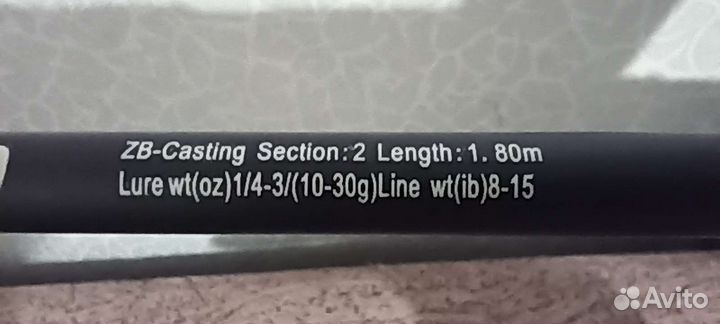 ZB-Casting Section:2 Length:1.80m
Lure wt(oz)1/4-3/(10-30g)Line wt(ib)8-15
Avito